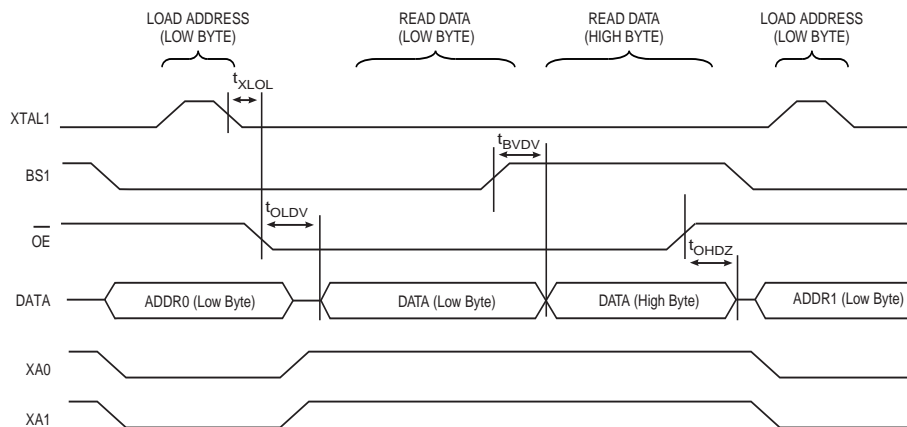 LOAD ADDRESS
(LOW BYTE)
READ DATA
(LOW BYTE)
READ DATA
(HIGH BYTE)
LOAD ADDRESS
(LOW BYTE)
tXLOL
XTAL1
tBVDV
BS1
tOLDV
OE
tOHDZ
DATA
ADDR0 (Low Byte)
DATA (Low Byte)
DATA (High Byte)
ADDR1 (Low Byte)
XA0
XA1